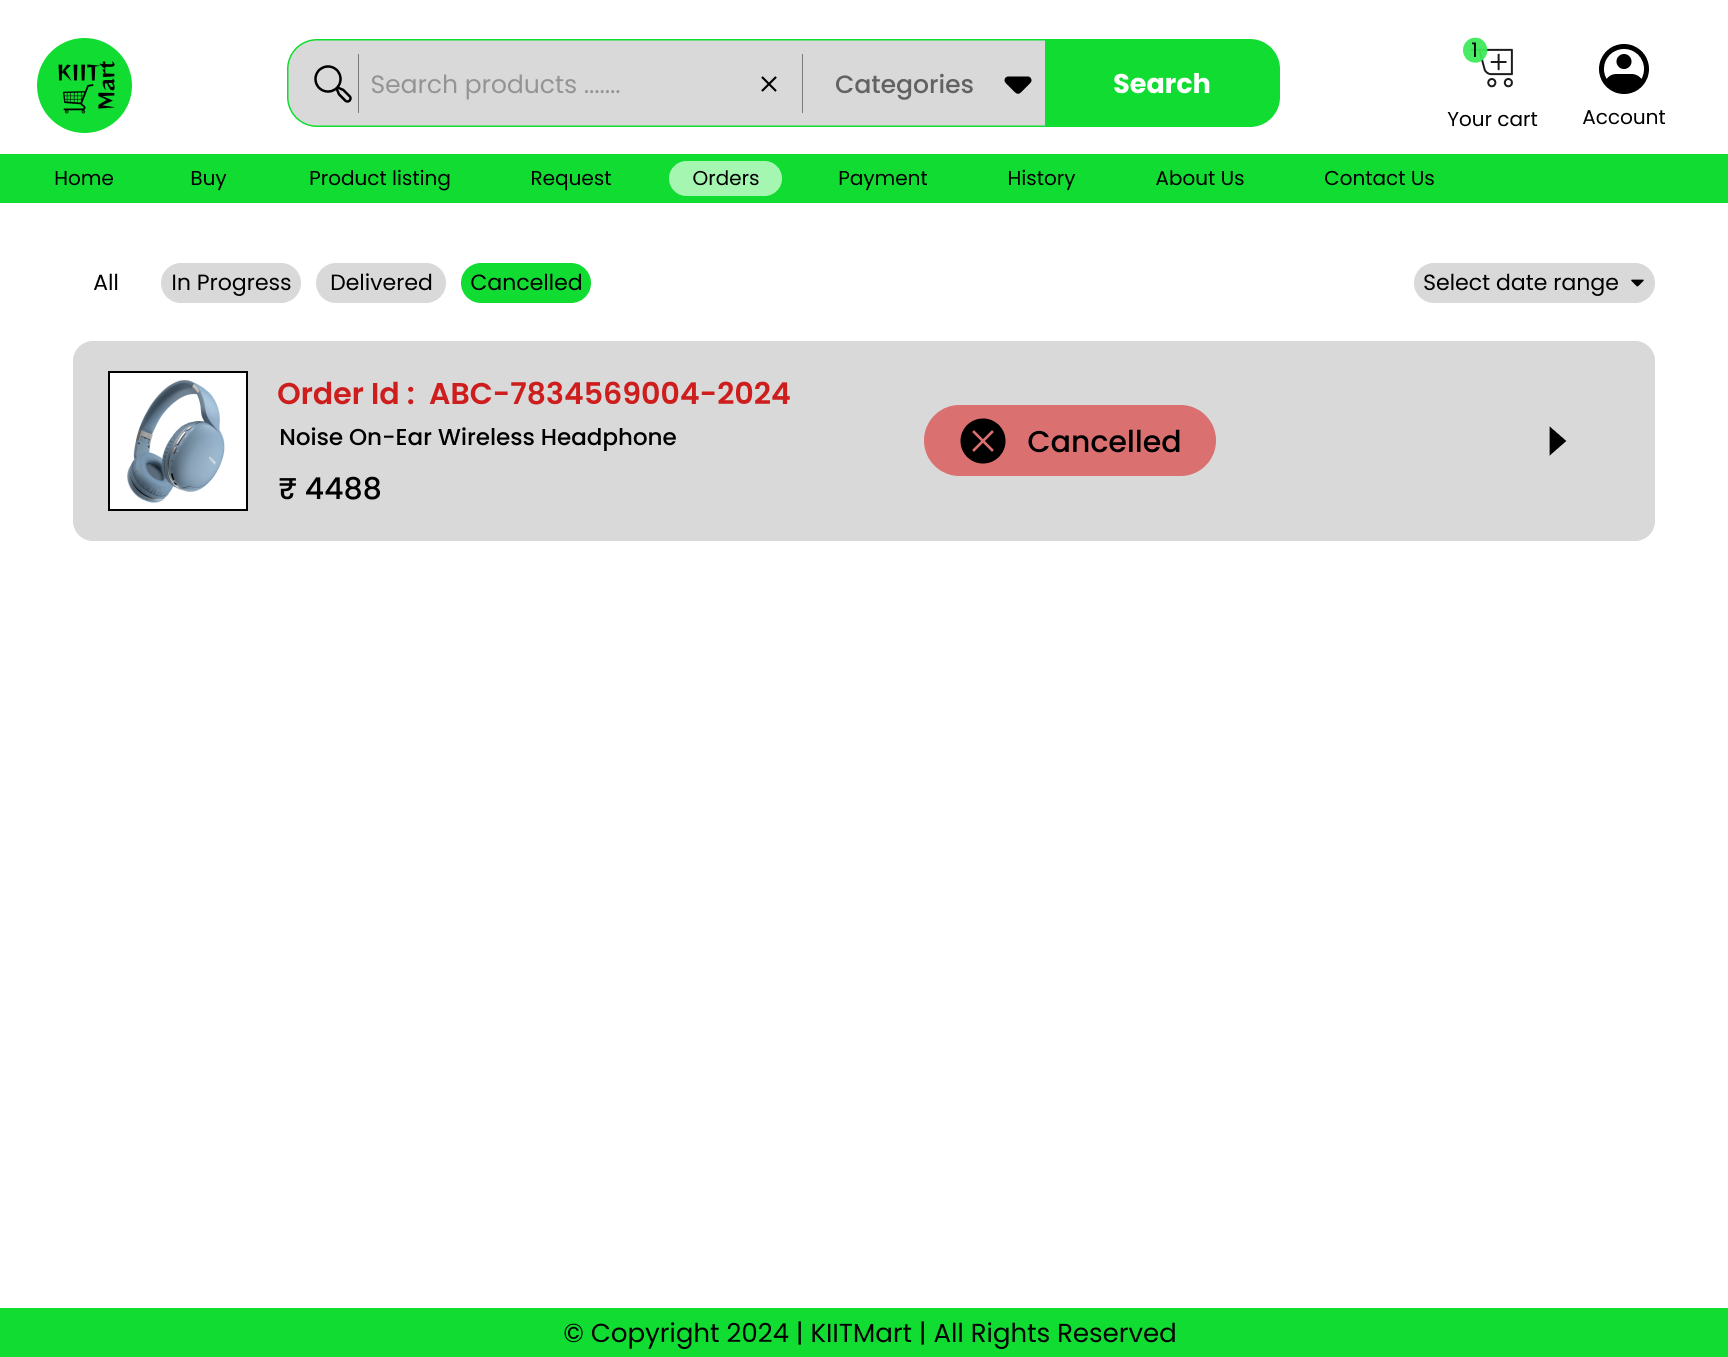 KIIT Mart
Search products ....... Categories Search
1
Your cart Account
Home Buy Product listing Request Orders Payment History About Us Contact Us
All In Progress Delivered Cancelled Select date range
Order Id : ABC-7834569004-2024
Noise On-Ear Wireless Headphone
Cancelled
₹ 4488
© Copyright 2024 | KIITMart | All Rights Reserved